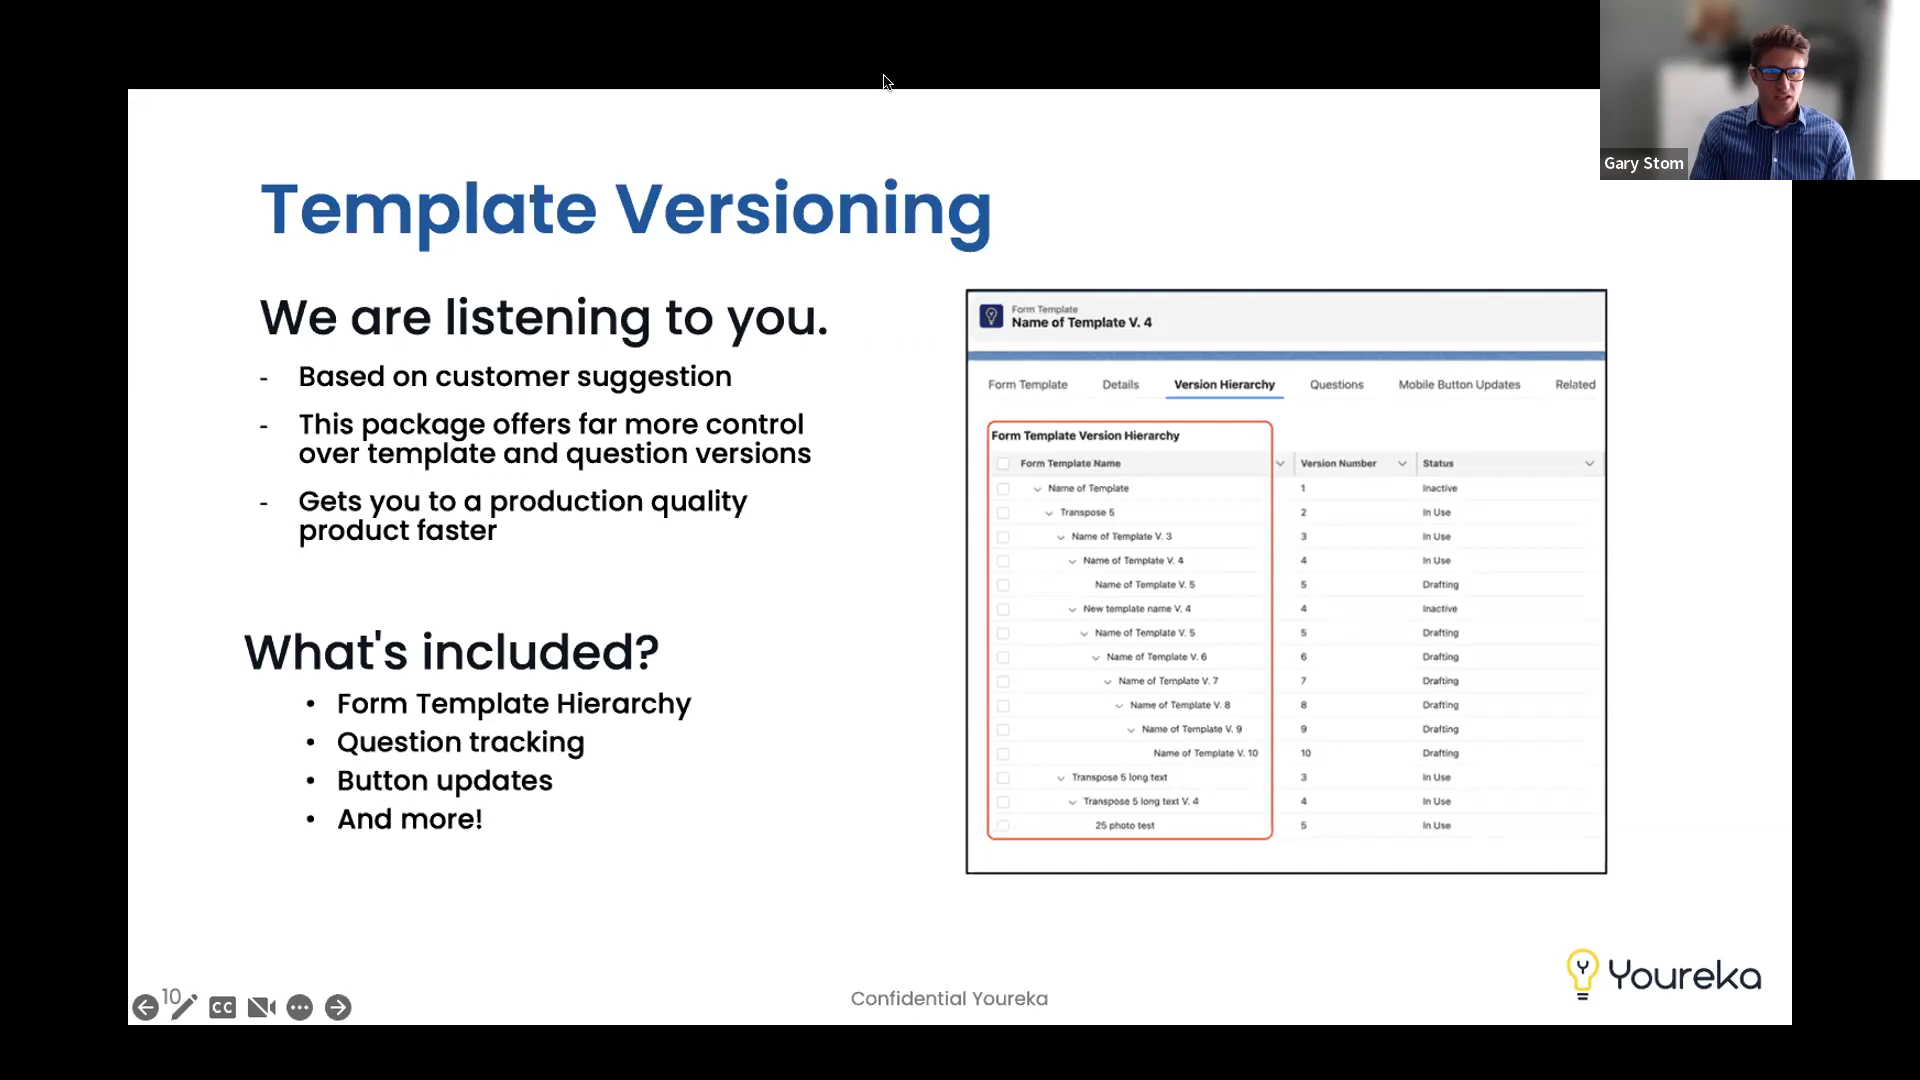 Gary Stom
Template Versioning
We are listening to you.
- Based on customer suggestion
- This package offers far more control
over template and question versions
- Gets you to a production quality
product faster
What's included?
• Form Template Hierarchy
• Question tracking
• Button updates
• And more!
Form Template
Name of Template V. 4
Form Template Details Version Hierarchy Questions Mobile Button Updates Related
Form Template Version Hierarchy
Form Template Name Version Number Status
Name of Template 1 Inactive
Transpose 5 2 In Use
Name of Template V. 3 3 In Use
Name of Template V. 4 4 In Use
Name of Template V. 5 5 Drafting
New template name V. 4 4 Inactive
Name of Template V. 5 5 Drafting
Name of Template V. 6 6 Drafting
Name of Template V. 7 7 Drafting
Name of Template V. 8 8 Drafting
Name of Template V. 9 9 Drafting
Name of Template V. 10 10 Drafting
Transpose 5 long text 3 In Use
Transpose 5 long text V. 4 4 In Use
25 photo test 5 In Use
10
CC
Confidential Youreka
Youreka